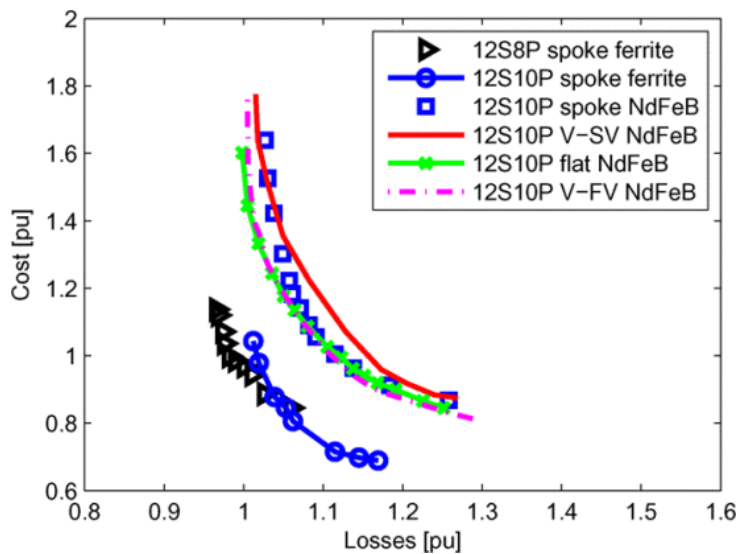 2
1.8
1.6
1.4
1.2
1
0.8
0.6
Cost [pu]
12S8P spoke ferrite
12S10P spoke ferrite
12S10P spoke NdFeB
12S10P V-SV NdFeB
12S10P flat NdFeB
12S10P V-FV NdFeB
0.8 0.9 1 1.1 1.2 1.3 1.4 1.5 1.6
Losses [pu]